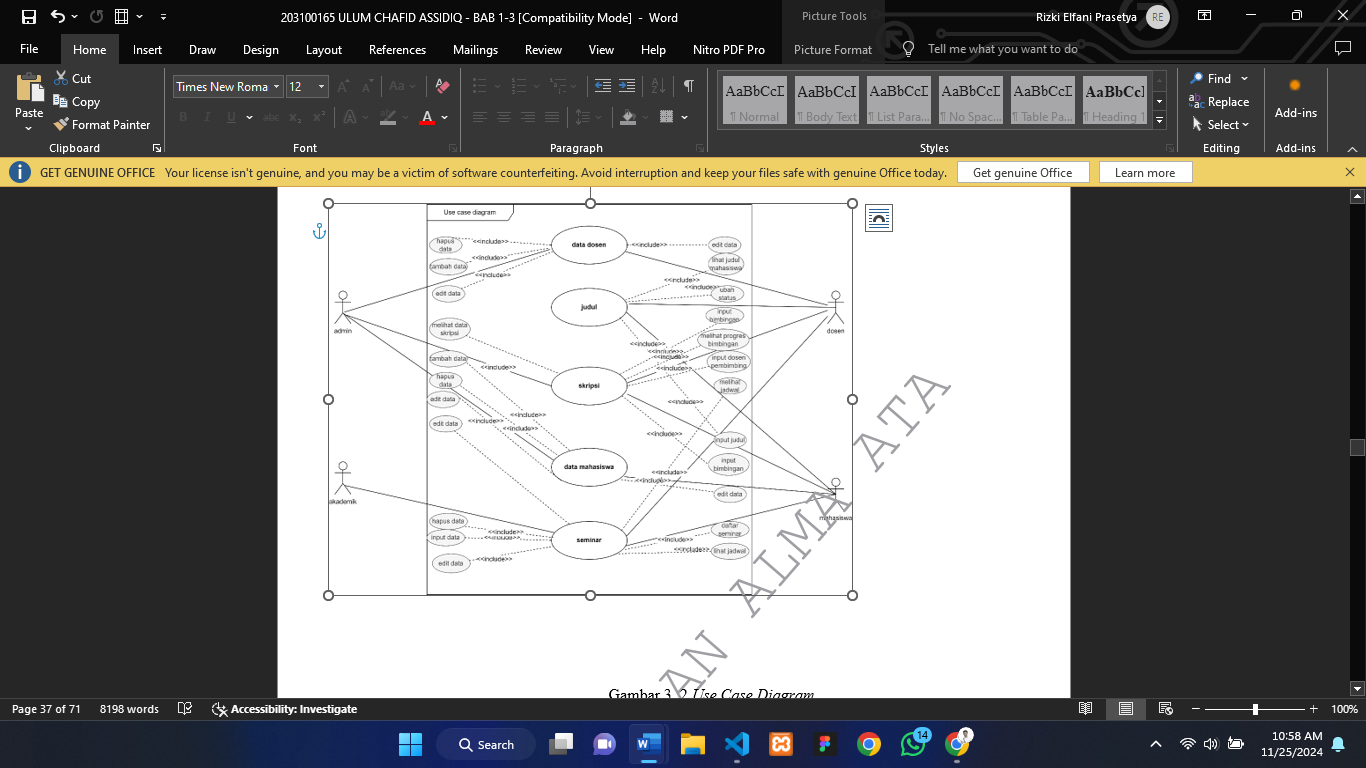 203100165 ULUM CHAFID ASSIDIQ - BAB 1-3 [Compatibility Mode] - Word
Picture Tools
Rizki Elfani Prasetya
RE
File Home Insert Draw Design Layout References Mailings Review View Help Nitro PDF Pro Picture Format Tell me what you want to do
Paste
Cut
Copy
Format Painter
Clipboard
Times New Roma 12
Font
Paragraph
AaBbCcD AaBbCcD AaBbCcI AaBbCcI AaBbCcI AaBbCcI
¶ Normal ¶ Body Text ¶ List Para... ¶ No Spac... ¶ Table Pa... ¶ Heading 1
Styles
Find
Replace
Select
Editing
Add-ins
Add-ins
GET GENUINE OFFICE Your license isn't genuine, and you may be a victim of software counterfeiting. Avoid interruption and keep your files safe with genuine Office today. Get genuine Office Learn more
Use case diagram
hapus
data
<<include>>
data dosen
<<include>>
edit data
tambah data
<<include>>
lihat judul
mahasiswa
<<include>>
<<include>>
edit data
<<include>>
ubah
status
judul
admin
dosen
input
bimbingan
melihat data
skripsi
melihat progres
bimbingan
<<include>>
<<include>>
<<include>>
tambah data
<<include>>
<<include>>
input dosen
pembimbing
hapus
data
skripsi
melihat
jadwal
edit data
<<include>>
<<include>>
edit data
<<include>>
<<include>>
<<include>>
input judul
data mahasiswa
input
bimbingan
<<include>>
<<include>>
edit data
akademik
mahasiswa
hapus data
<<include>>
input data
<<include>>
seminar
daftar
seminar
<<include>>
<<include>>
lihat jadwal
edit data
<<include>>
AN ALMA ATA
Gambar 3. 2 Use Case Diagram
Page 37 of 71 8198 words Accessibility: Investigate 100%
Search
14
10:58 AM
11/25/2024